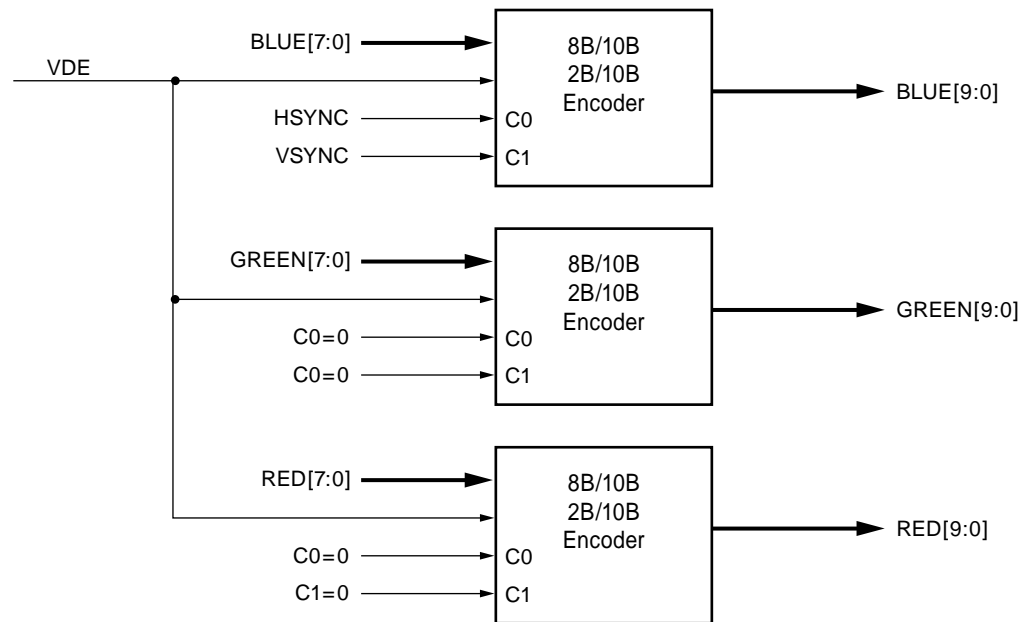 BLUE[7:0]
VDE
HSYNC
VSYNC
8B/10B
2B/10B
Encoder
C0
C1
BLUE[9:0]
GREEN[7:0]
C0=0
C0=0
8B/10B
2B/10B
Encoder
C0
C1
GREEN[9:0]
RED[7:0]
C0=0
C1=0
8B/10B
2B/10B
Encoder
C0
C1
RED[9:0]